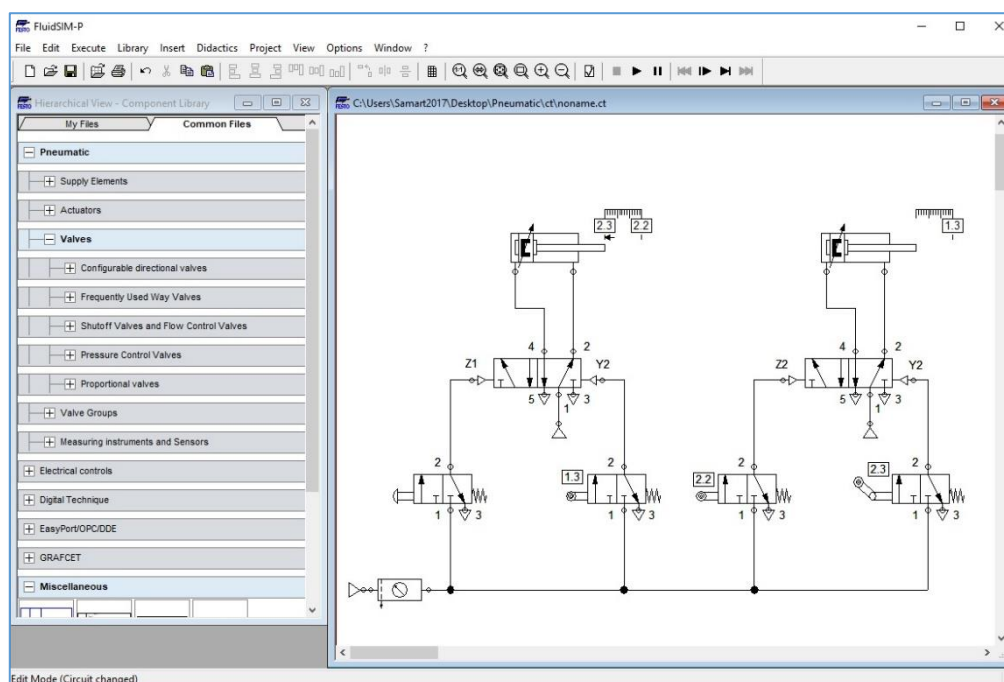 FluidSIM-P
File Edit Execute Library Insert Didactics Project View Options Window ?
Hierarchical View - Component Library
My Files Common Files
Pneumatic
Supply Elements
Actuators
Valves
Configurable directional valves
Frequently Used Way Valves
Shutoff Valves and Flow Control Valves
Pressure Control Valves
Proportional valves
Valve Groups
Measuring instruments and Sensors
Electrical controls
Digital Technique
EasyPort/OPC/DDE
GRAFCET
Miscellaneous
C:\Users\Samart2017\Desktop\Pneumatic\ct\noname.ct
2.3 2.2 1.3
4 2 4 2
Z1 Y2 Z2 Y2
5 1 3 5 1 3
2 2 2 2
1.3 2.2 2.3
1 3 1 3 1 3 1 3
Edit Mode (Circuit changed)